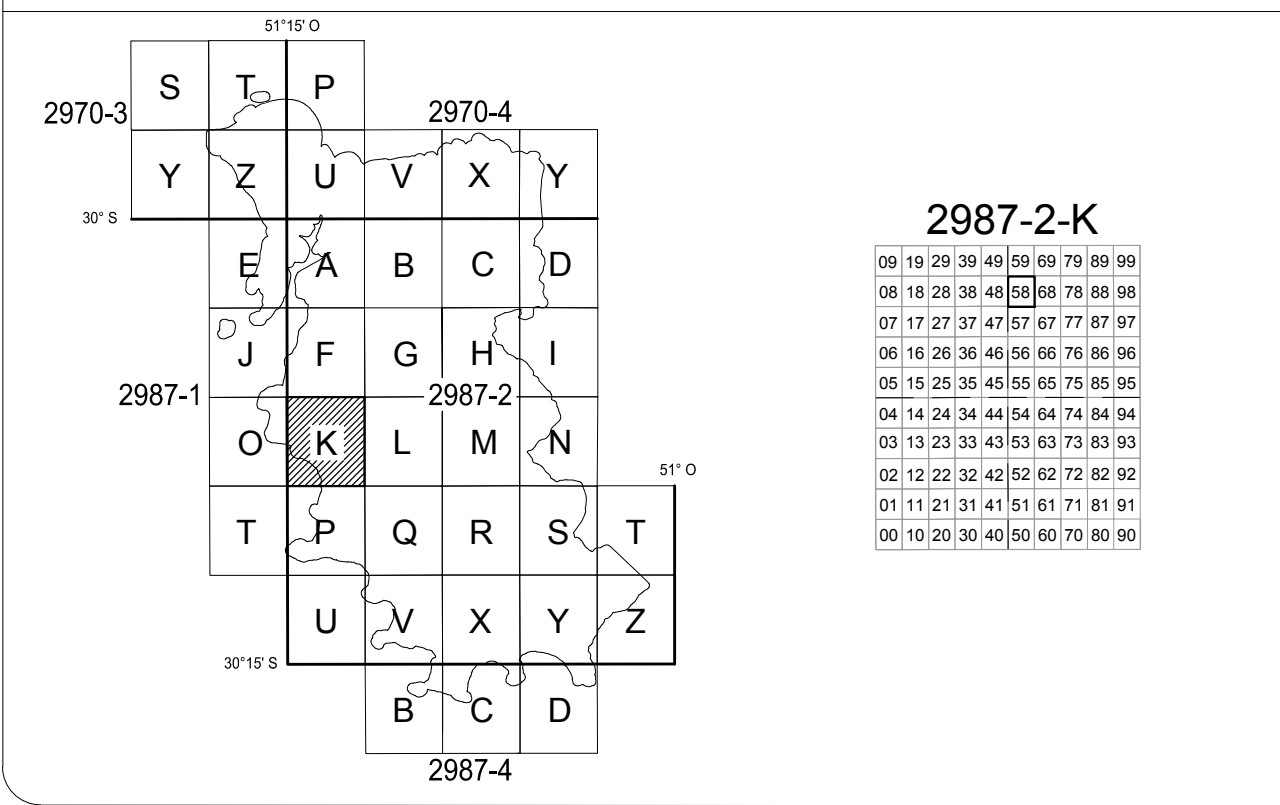 51°15' O
S T P
2970-3
2970-4
Y Z U V X Y
30° S
E A B C D
J F G H I
2987-1
2987-2
O K L M N
51° O
T P Q R S T
U V X Y Z
30°15' S
B C D
2987-4
2987-2-K
09 19 29 39 49 59 69 79 89 99
08 18 28 38 48 58 68 78 88 98
07 17 27 37 47 57 67 77 87 97
06 16 26 36 46 56 66 76 86 96
05 15 25 35 45 55 65 75 85 95
04 14 24 34 44 54 64 74 84 94
03 13 23 33 43 53 63 73 83 93
02 12 22 32 42 52 62 72 82 92
01 11 21 31 41 51 61 71 81 91
00 10 20 30 40 50 60 70 80 90